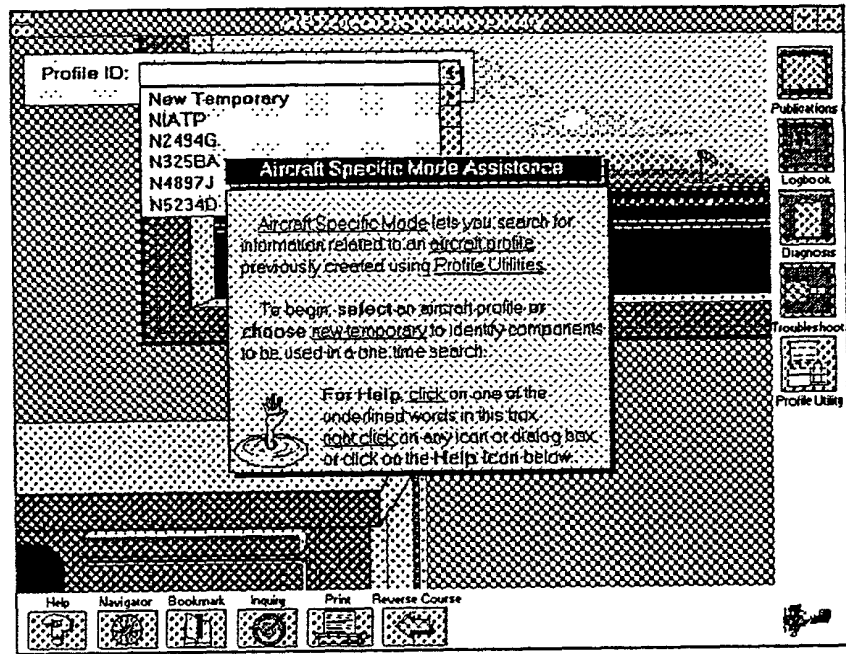 Profile ID:
New Temporary
NIATP
N2494G
N325BA
N4897J
N5234D
Aircraft Specific Mode Assistance
Aircraft Specific Mode lets you search for
information related to an aircraft profile
previously created using Profile Utilities.
To begin, select an aircraft profile or
choose new temporary to identify components
to be used in a one time search.
For Help, click on one of the
underlined words in this box,
right click on any icon or dialog box,
or click on the Help Icon below.
Publications
Logbook
Diagnosis
Troubleshoot
Profile Utility
Help Navigator Bookmark Inquiry Print Reverse Course